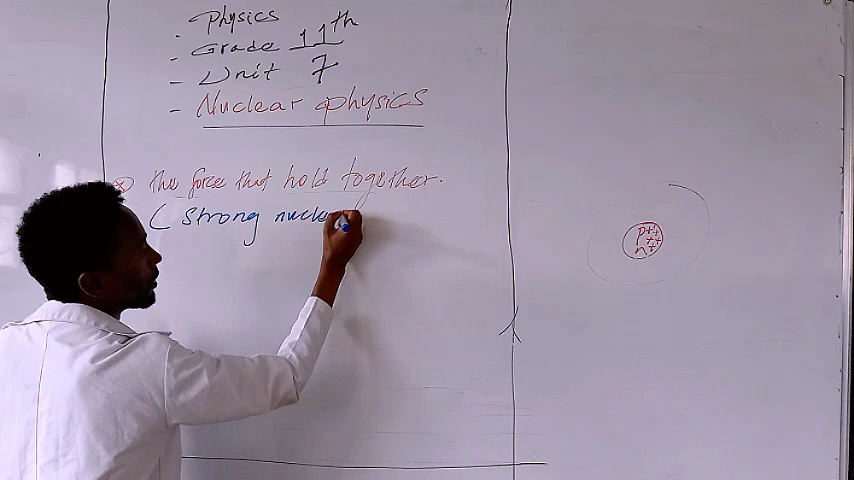 - Physics
- Grade 11th
- Unit 7
- Nuclear physics
* the force that hold together.
( strong nucle
p+++
+++
n+